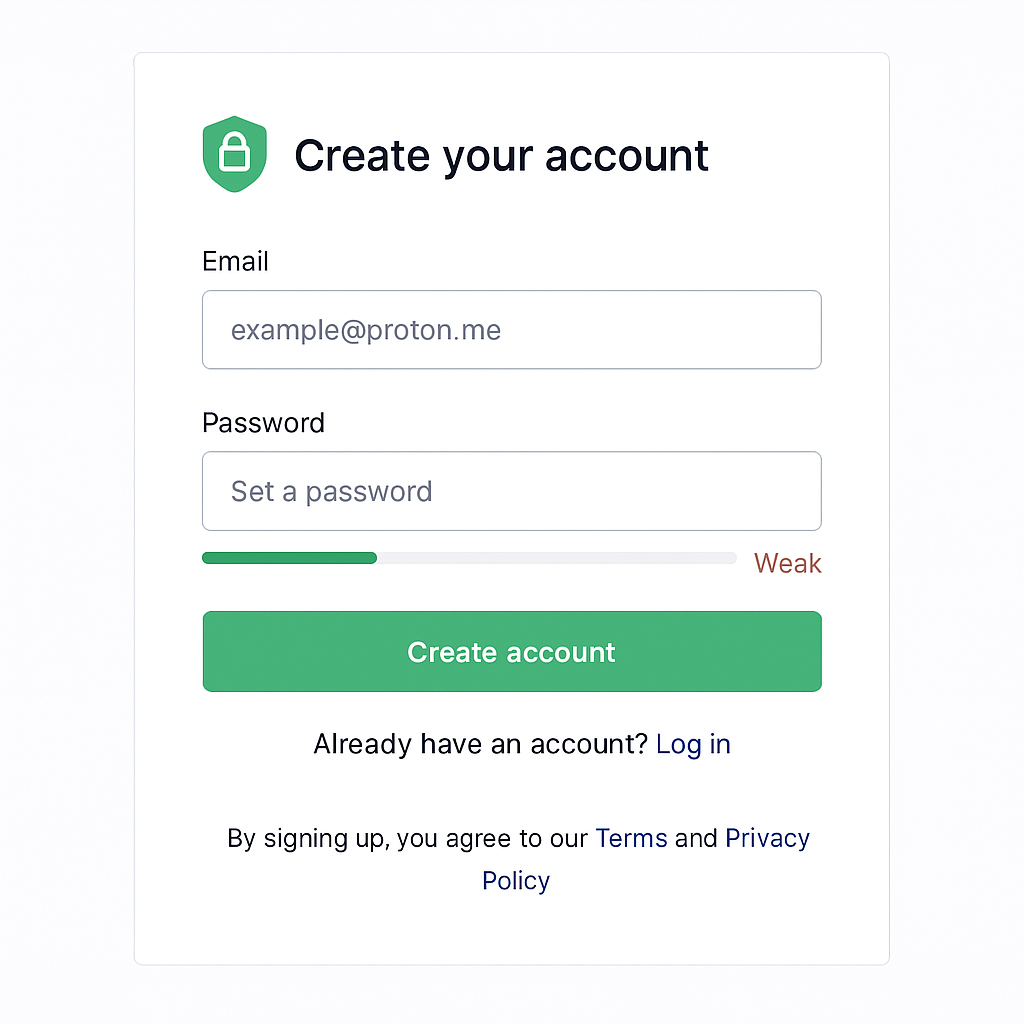 Create your account
Email
example@proton.me
Password
Set a password
Weak
Create account
Already have an account? Log in
By signing up, you agree to our Terms and Privacy
Policy